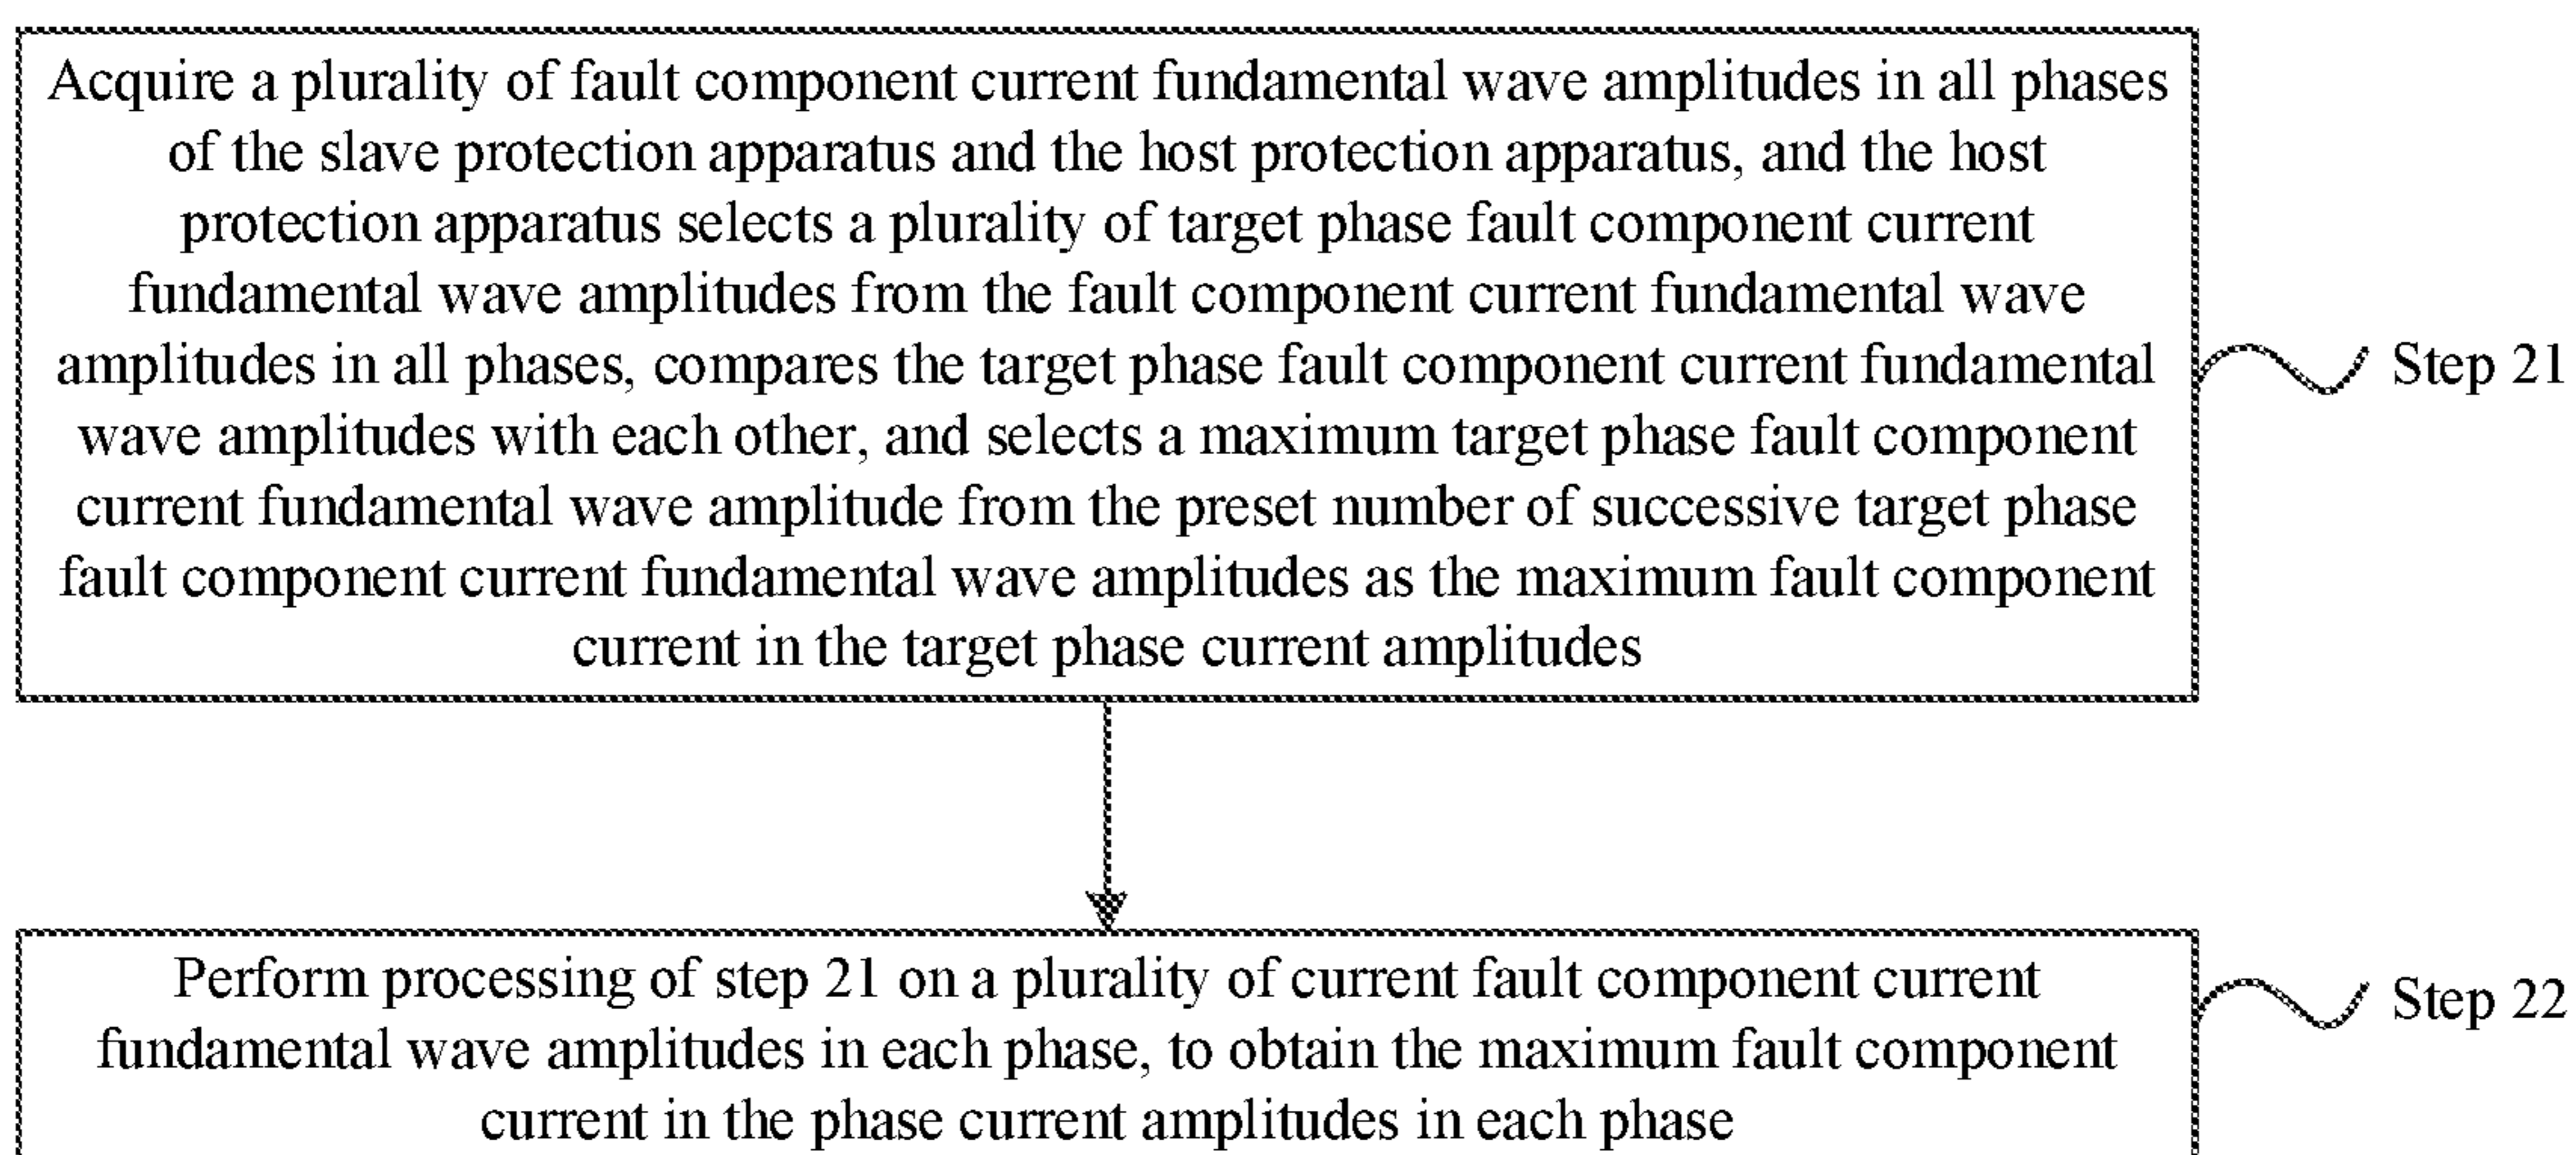 Acquire a plurality of fault component current fundamental wave amplitudes in all phases
of the slave protection apparatus and the host protection apparatus, and the host
protection apparatus selects a plurality of target phase fault component current
fundamental wave amplitudes from the fault component current fundamental wave
amplitudes in all phases, compares the target phase fault component current fundamental
wave amplitudes with each other, and selects a maximum target phase fault component
current fundamental wave amplitude from the preset number of successive target phase
fault component current fundamental wave amplitudes as the maximum fault component
current in the target phase current amplitudes
Step 21
Perform processing of step 21 on a plurality of current fault component current
fundamental wave amplitudes in each phase, to obtain the maximum fault component
current in the phase current amplitudes in each phase
Step 22